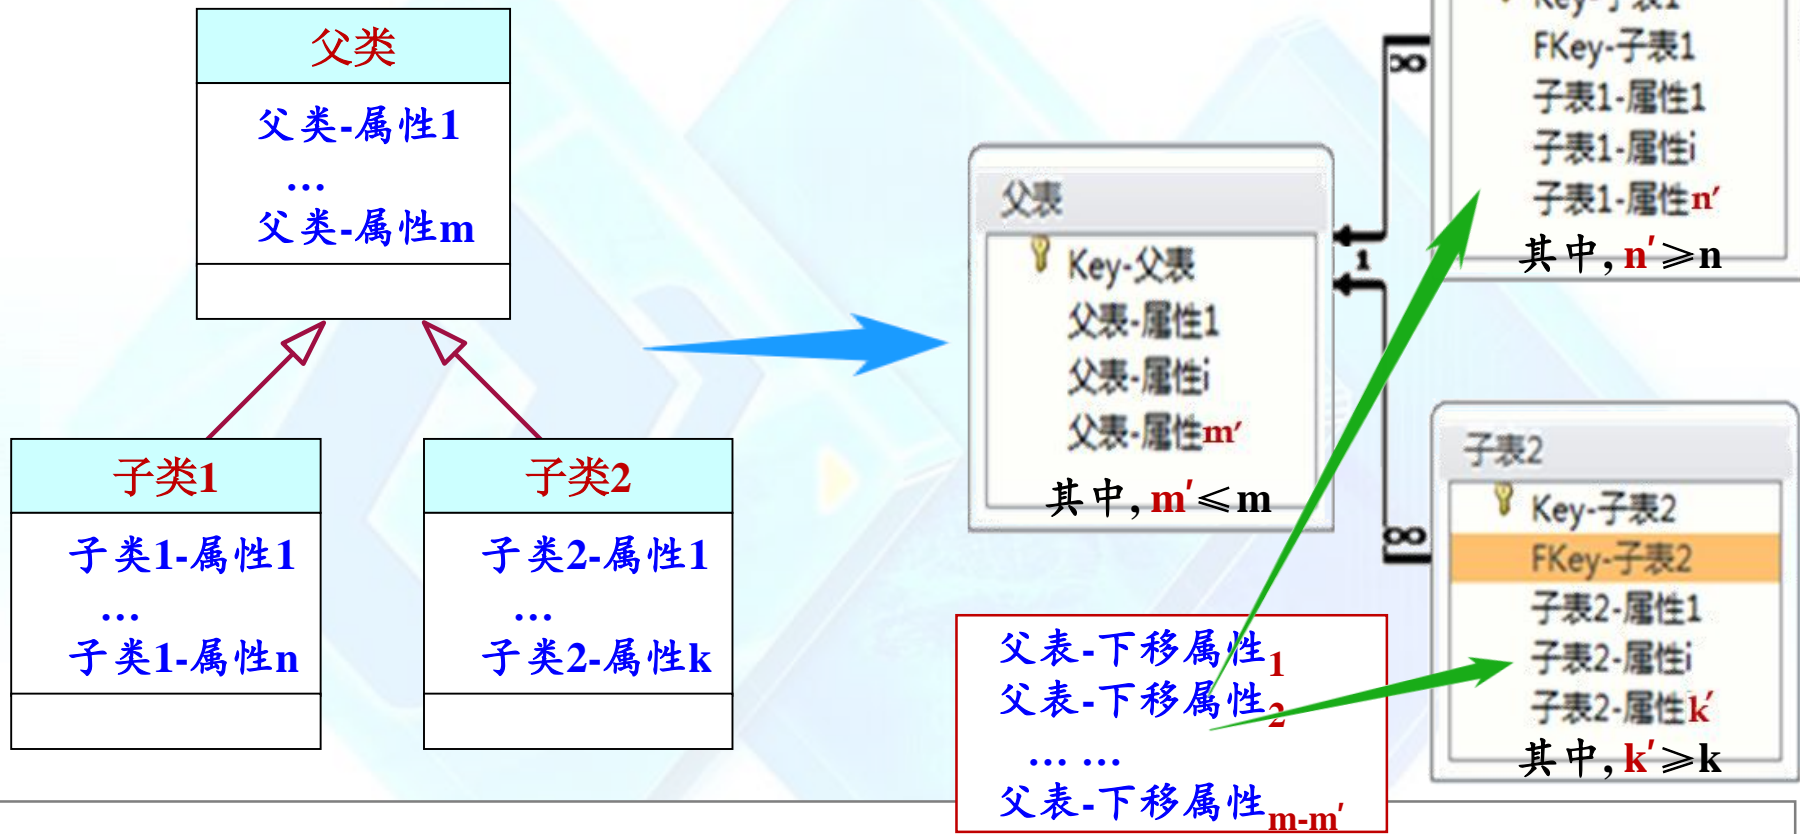 父类
父类-属性1
…
父类-属性m
子类1
子类1-属性1
…
子类1-属性n
子类2
子类2-属性1
…
子类2-属性k
父表
Key-父表
父表-属性1
父表-属性i
父表-属性m′
其中, m′≤m
∞
1
∞
Key-子表1
FKey-子表1
子表1-属性1
子表1-属性i
子表1-属性n′
其中, n′⩾n
子表2
Key-子表2
FKey-子表2
子表2-属性1
子表2-属性i
子表2-属性k′
其中, k′⩾k
父表-下移属性1
父表-下移属性2
… …
父表-下移属性m-m′